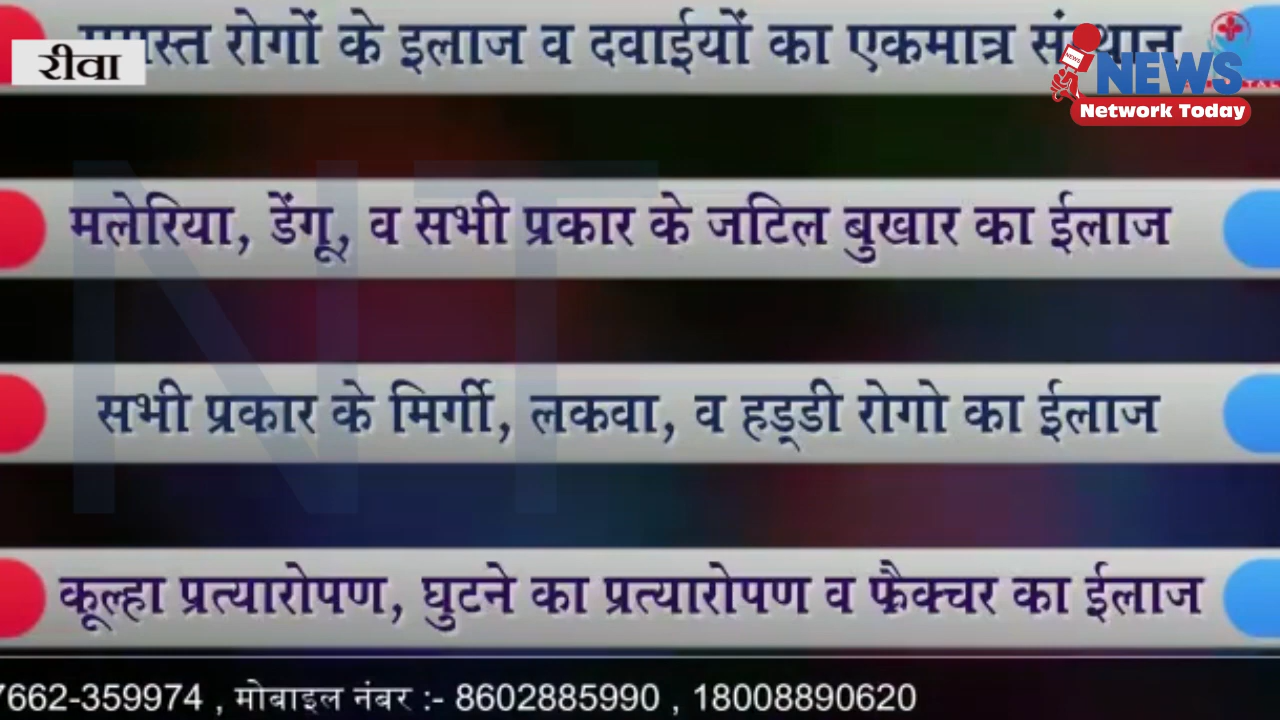 रोगों के इलाज व दवाईयों का एकमात्र
रीवा
NEWS
Network Today
मलेरिया, डेंगू, व सभी प्रकार के जटिल बुखार का ईलाज
सभी प्रकार के मिर्गी, लकवा, व हड्डी रोगो का ईलाज
कूल्हा प्रत्यारोपण, घुटने का प्रत्यारोपण व फ्रैक्चर का ईलाज
7662-359974 , मोबाइल नंबर :- 8602885990 , 18008890620
NT